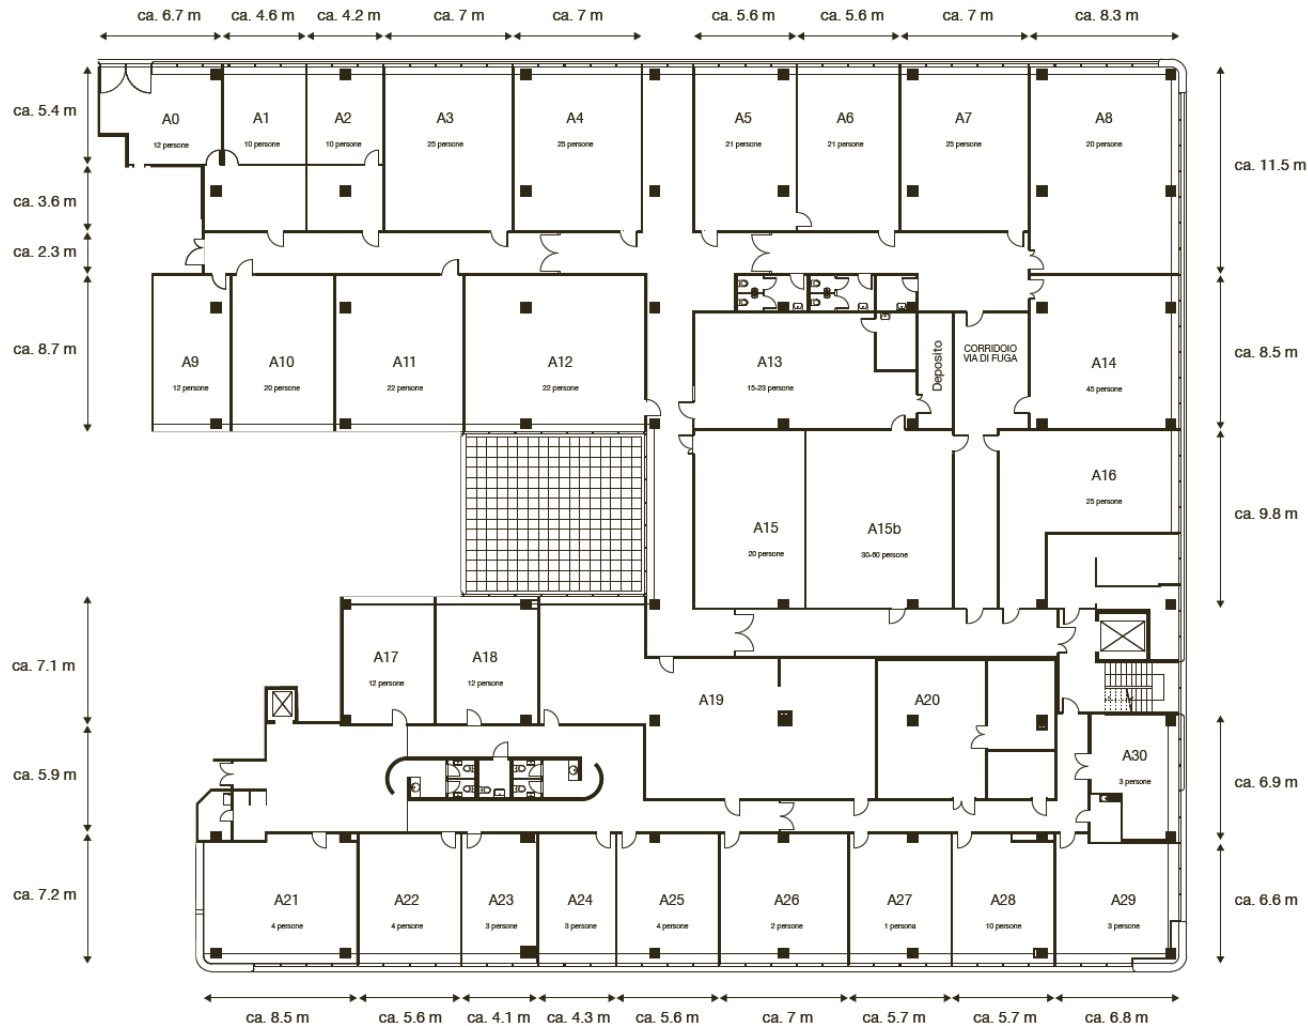 ca. 6.7 m
ca. 4.6 m
ca. 4.2 m
ca. 7 m
ca. 7 m
ca. 5.6 m
ca. 5.6 m
ca. 7 m
ca. 8.3 m
ca. 5.4 m
ca. 3.6 m
ca. 2.3 m
ca. 8.7 m
ca. 7.1 m
ca. 5.9 m
ca. 7.2 m
A0
12 persone
A1
10 persone
A2
10 persone
A3
25 persone
A4
25 persone
A5
21 persone
A6
21 persone
A7
25 persone
A8
20 persone
A9
12 persone
A10
20 persone
A11
22 persone
A12
22 persone
A13
15-23 persone
Deposito
CORRIDOIO
VIA DI FUGA
A14
45 persone
A15
20 persone
A15b
30-60 persone
A16
25 persone
A17
12 persone
A18
12 persone
A19
A20
A30
3 persone
A21
4 persone
A22
4 persone
A23
3 persone
A24
3 persone
A25
4 persone
A26
2 persone
A27
1 persona
A28
10 persone
A29
3 persone
ca. 11.5 m
ca. 8.5 m
ca. 9.8 m
ca. 6.9 m
ca. 6.6 m
ca. 8.5 m
ca. 5.6 m
ca. 4.1 m
ca. 4.3 m
ca. 5.6 m
ca. 7 m
ca. 5.7 m
ca. 5.7 m
ca. 6.8 m